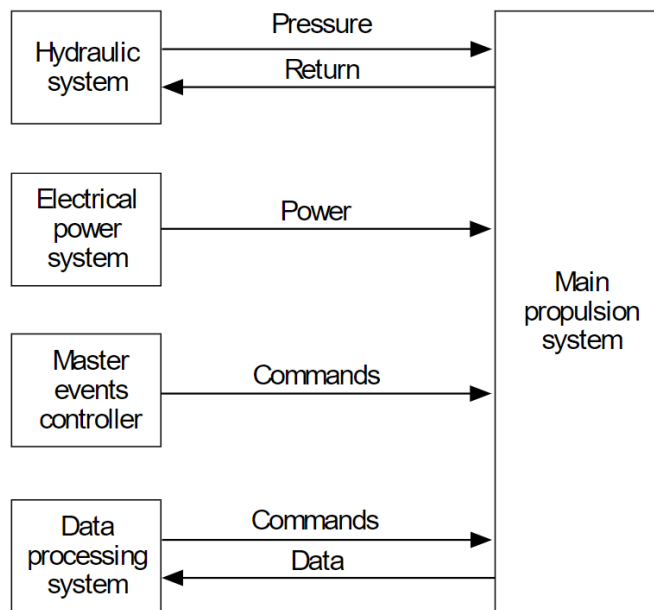 Hydraulic
system
Pressure
Return
Electrical
power
system
Power
Main
propulsion
system
Master
events
controller
Commands
Data
processing
system
Commands
Data